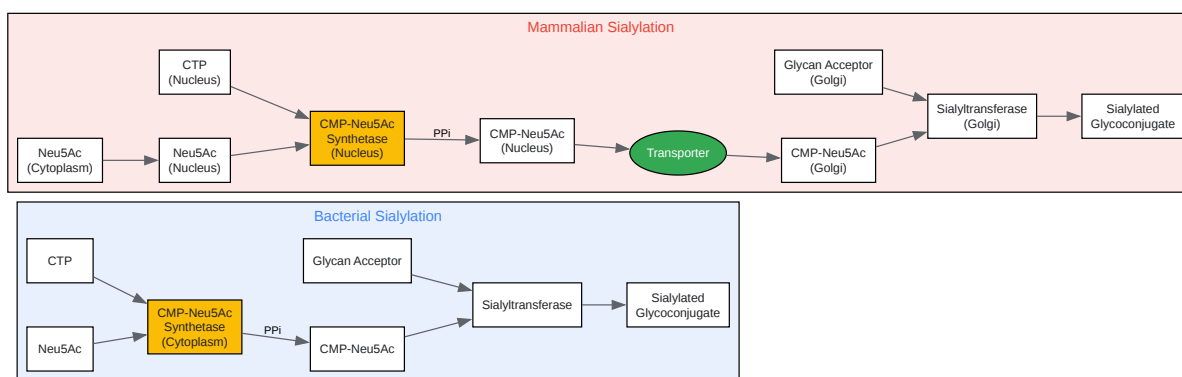 Mammalian Sialylation
CTP
(Nucleus)
Neu5Ac
(Cytoplasm)
Neu5Ac
(Nucleus)
CMP-Neu5Ac
Synthetase
(Nucleus)
PPi
CMP-Neu5Ac
(Nucleus)
Transporter
Glycan Acceptor
(Golgi)
CMP-Neu5Ac
(Golgi)
Sialyltransferase
(Golgi)
Sialylated
Glycoconjugate
Bacterial Sialylation
CTP
Neu5Ac
CMP-Neu5Ac
Synthetase
(Cytoplasm)
PPi
Glycan Acceptor
CMP-Neu5Ac
Sialyltransferase
Sialylated
Glycoconjugate